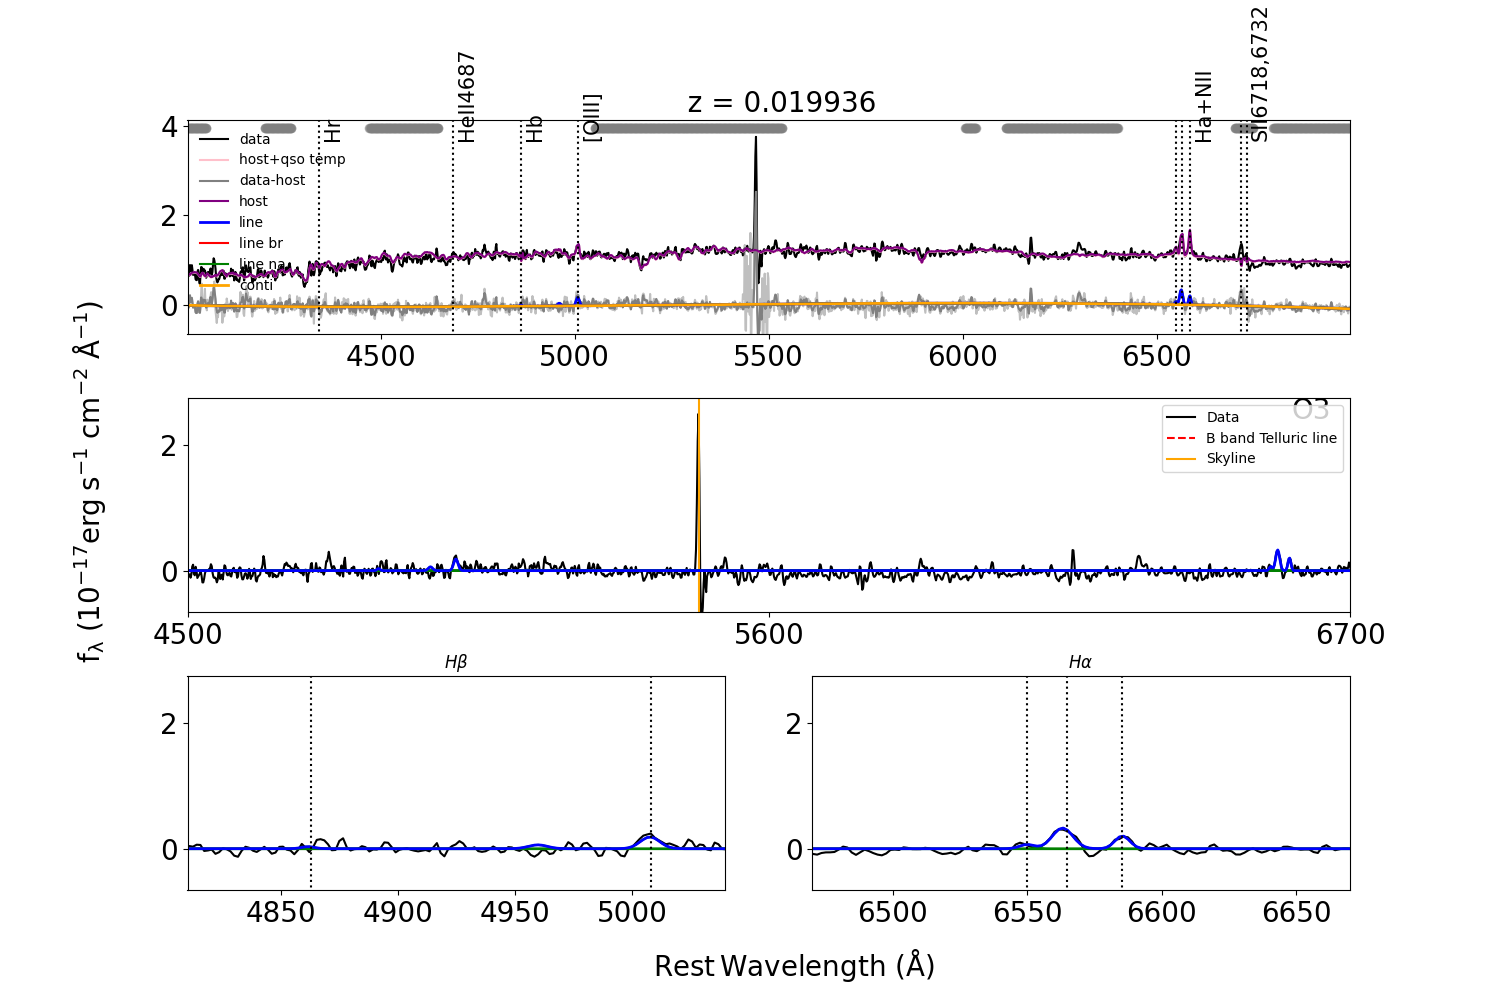 Hr
HeII4687
Hb
[OIII]
Ha+NII
SII6718,6732
z = 0.019936
data
host+qso temp
data-host
host
line
line br
line na
conti
4
2
0
4500
5000
5500
6000
6500
f_λ (10^−17 erg s^−1 cm^−2 Å^−1)
O3
Data
B band Telluric line
Skyline
2
0
4500
5600
6700
Hβ
2
0
4850
4900
4950
5000
Hα
2
0
6500
6550
6600
6650
Rest Wavelength (Å)